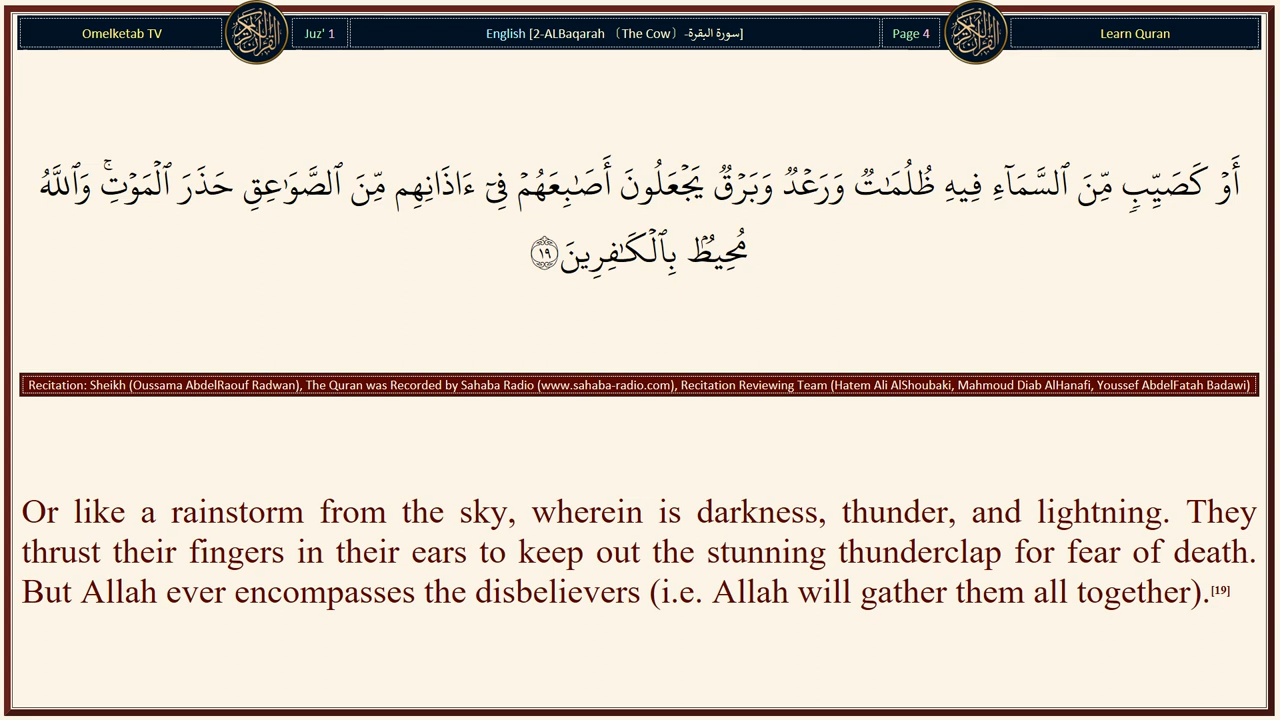 Omelketab TV
Juz' 1
English [2-ALBaqarah （The Cow） -سورة البقرة]
Page 4
Learn Quran
أَوۡ كَصَيِّبٖ مِّنَ ٱلسَّمَآءِ فِيهِ ظُلُمَٰتٞ وَرَعۡدٞ وَبَرۡقٞ يَجۡعَلُونَ أَصَٰبِعَهُمۡ فِيٓ ءَاذَانِهِم مِّنَ ٱلصَّوَٰعِقِ حَذَرَ ٱلۡمَوۡتِۚ وَٱللَّهُ
مُحِيطُۢ بِٱلۡكَٰفِرِينَ ١٩
Recitation: Sheikh (Oussama AbdelRaouf Radwan), The Quran was Recorded by Sahaba Radio (www.sahaba-radio.com), Recitation Reviewing Team (Hatem Ali AlShoubaki, Mahmoud Diab AlHanafi, Youssef AbdelFatah Badawi)
Or like a rainstorm from the sky, wherein is darkness, thunder, and lightning. They
thrust their fingers in their ears to keep out the stunning thunderclap for fear of death.
But Allah ever encompasses the disbelievers (i.e. Allah will gather them all together).[19]